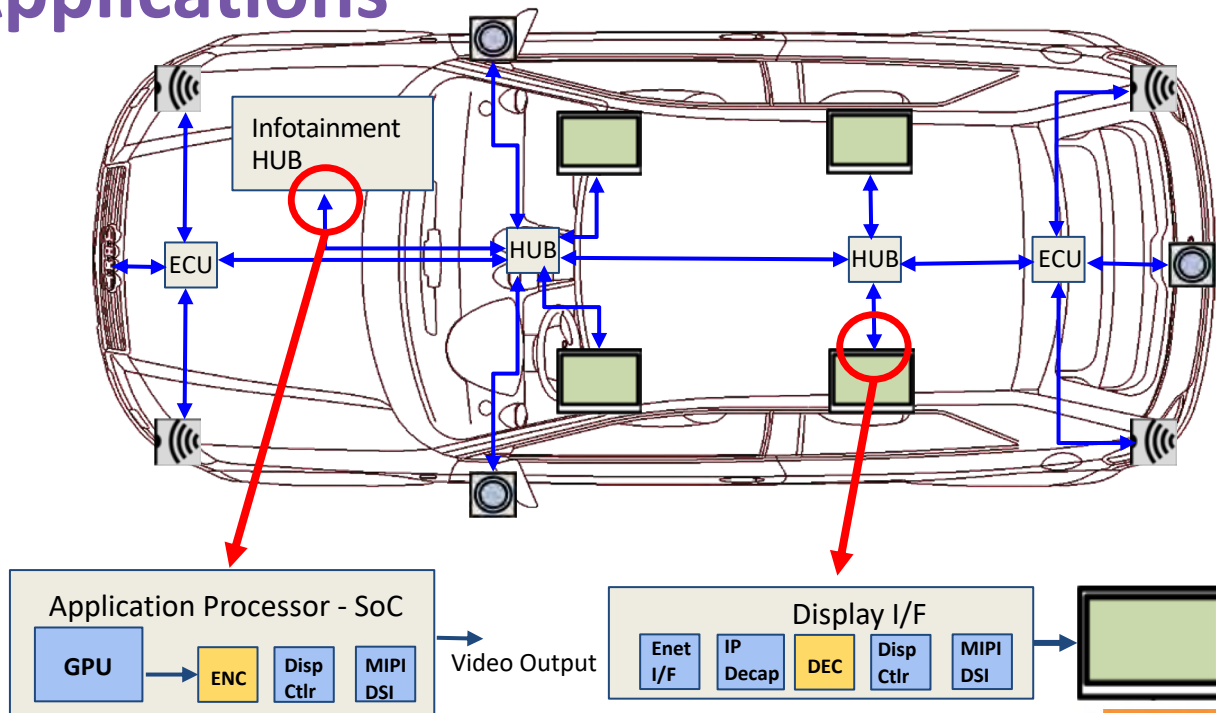 Applications
Infotainment
HUB
ECU
HUB
HUB
ECU
Application Processor - SoC
GPU
ENC
Disp
Ctlr
MIPI
DSI
Video Output
Display I/F
Enet
I/F
IP
Decap
DEC
Disp
Ctlr
MIPI
DSI